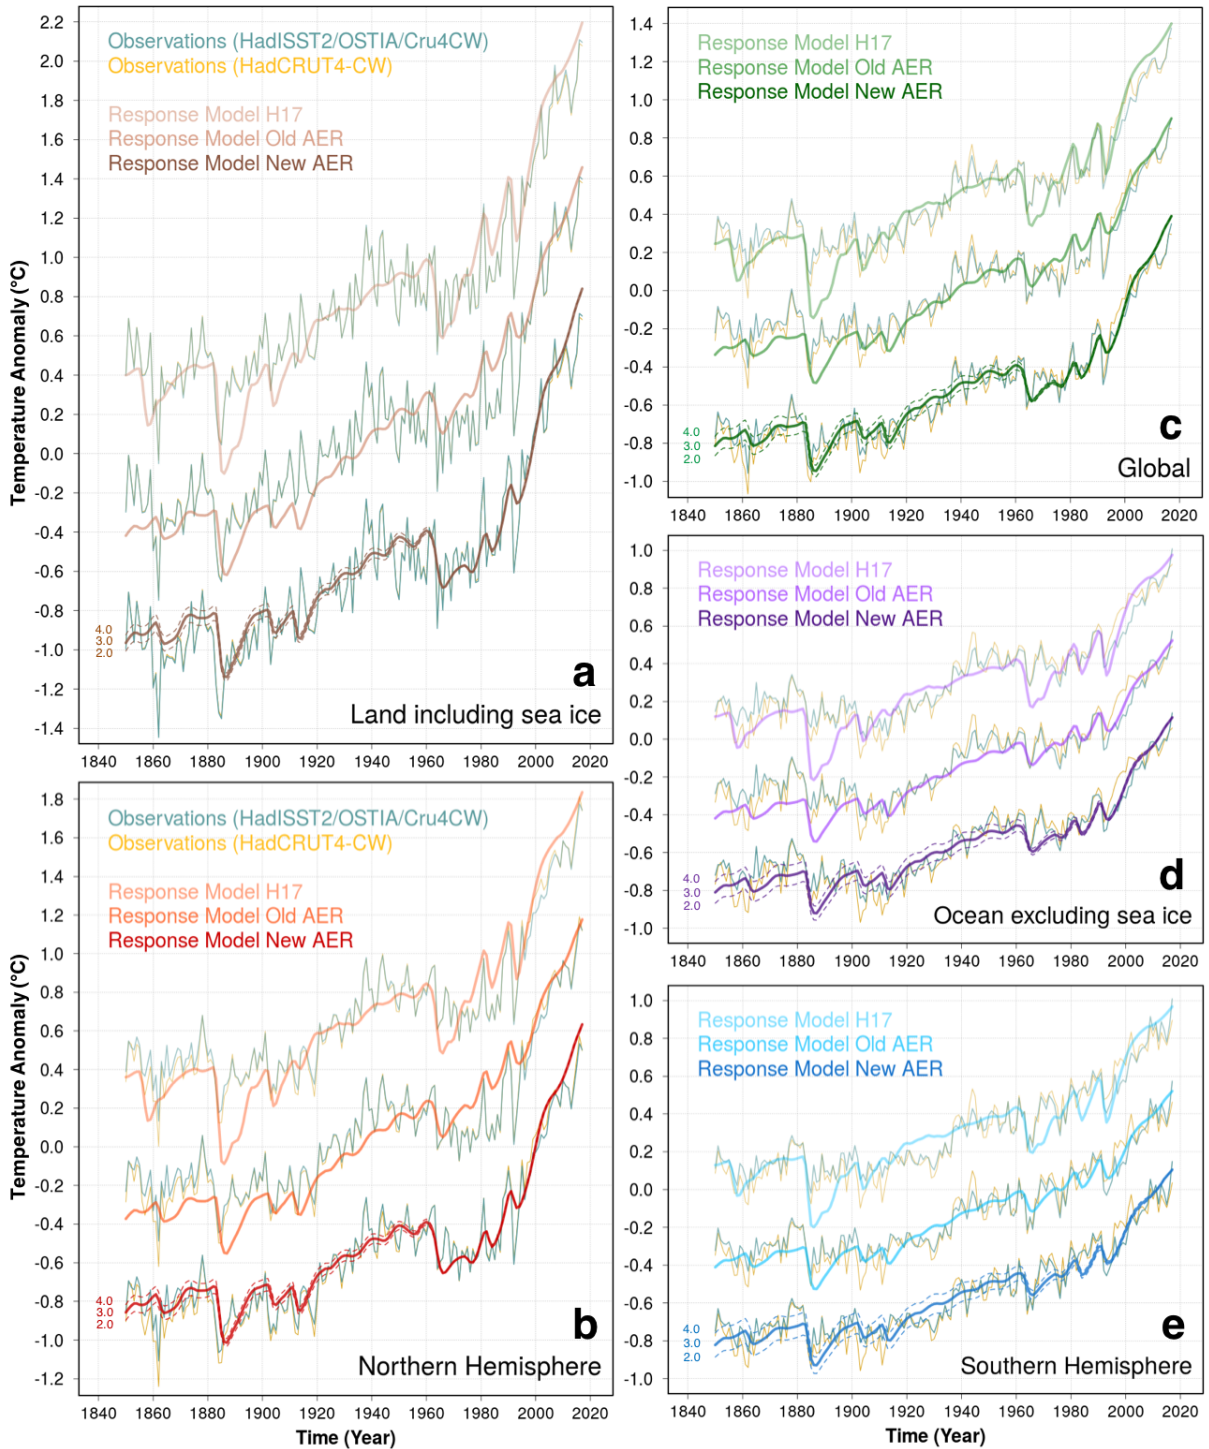 2.2
2.0
1.8
1.6
1.4
1.2
1.0
0.8
0.6
0.4
0.2
0.0
-0.2
-0.4
-0.6
-0.8
-1.0
-1.2
-1.4
Temperature Anomaly (°C)
Observations (HadISST2/OSTIA/Cru4CW)
Observations (HadCRUT4-CW)
Response Model H17
Response Model Old AER
Response Model New AER
4.0
3.0
2.0
a
Land including sea ice
1840 1860 1880 1900 1920 1940 1960 1980 2000 2020
1.8
1.6
1.4
1.2
1.0
0.8
0.6
0.4
0.2
0.0
-0.2
-0.4
-0.6
-0.8
-1.0
-1.2
Temperature Anomaly (°C)
Observations (HadISST2/OSTIA/Cru4CW)
Observations (HadCRUT4-CW)
Response Model H17
Response Model Old AER
Response Model New AER
4.0
3.0
2.0
b
Northern Hemisphere
1840 1860 1880 1900 1920 1940 1960 1980 2000 2020
Time (Year)
1.4
1.2
1.0
0.8
0.6
0.4
0.2
0.0
-0.2
-0.4
-0.6
-0.8
-1.0
Response Model H17
Response Model Old AER
Response Model New AER
4.0
3.0
2.0
c
Global
1840 1860 1880 1900 1920 1940 1960 1980 2000 2020
1.0
0.8
0.6
0.4
0.2
0.0
-0.2
-0.4
-0.6
-0.8
-1.0
Response Model H17
Response Model Old AER
Response Model New AER
4.0
3.0
2.0
d
Ocean excluding sea ice
1840 1860 1880 1900 1920 1940 1960 1980 2000 2020
1.0
0.8
0.6
0.4
0.2
0.0
-0.2
-0.4
-0.6
-0.8
-1.0
Response Model H17
Response Model Old AER
Response Model New AER
4.0
3.0
2.0
e
Southern Hemisphere
1840 1860 1880 1900 1920 1940 1960 1980 2000 2020
Time (Year)